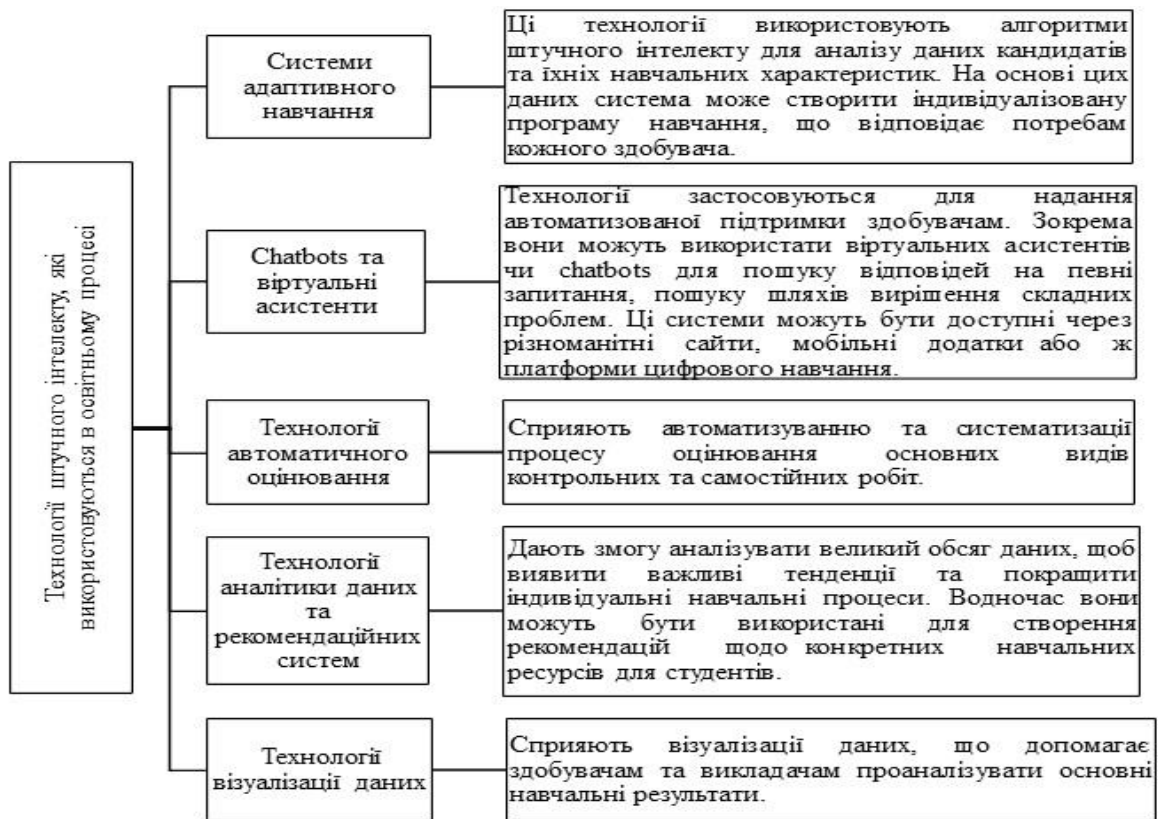 Технології штучного інтелекту, які
використовуються в освітньому процесі
Системи
адаптивного
навчання
Ці технології використовують алгоритми
штучного інтелекту для аналізу даних кандидатів
та їхніх навчальних характеристик. На основі цих
даних система може створити індивідуалізовану
програму навчання, що відповідає потребам
кожного здобувача.
Chatbots та
віртуальні
асистенти
Технології застосовуються для надання
автоматизованої підтримки здобувачам. Зокрема
вони можуть використати віртуальних асистентів
чи chatbots для пошуку відповідей на певні
запитання, пошуку шляхів вирішення складних
проблем. Ці системи можуть бути доступні через
різноманітні сайти, мобільні додатки або ж
платформи цифрового навчання.
Технології
автоматичного
оцінювання
Сприяють автоматизуванню та систематизації
процесу оцінювання основних видів
контрольних та самостійних робіт.
Технології
аналітики даних
та
рекомендаційних
систем
Дають змогу аналізувати великий обсяг даних, щоб
виявити важливі тенденції та покращити
індивідуальні навчальні процеси. Водночас вони
можуть бути використані для створення
рекомендацій щодо конкретних навчальних
ресурсів для студентів.
Технології
візуалізації даних
Сприяють візуалізації даних, що допомагає
здобувачам та викладачам проаналізувати основні
навчальні результати.